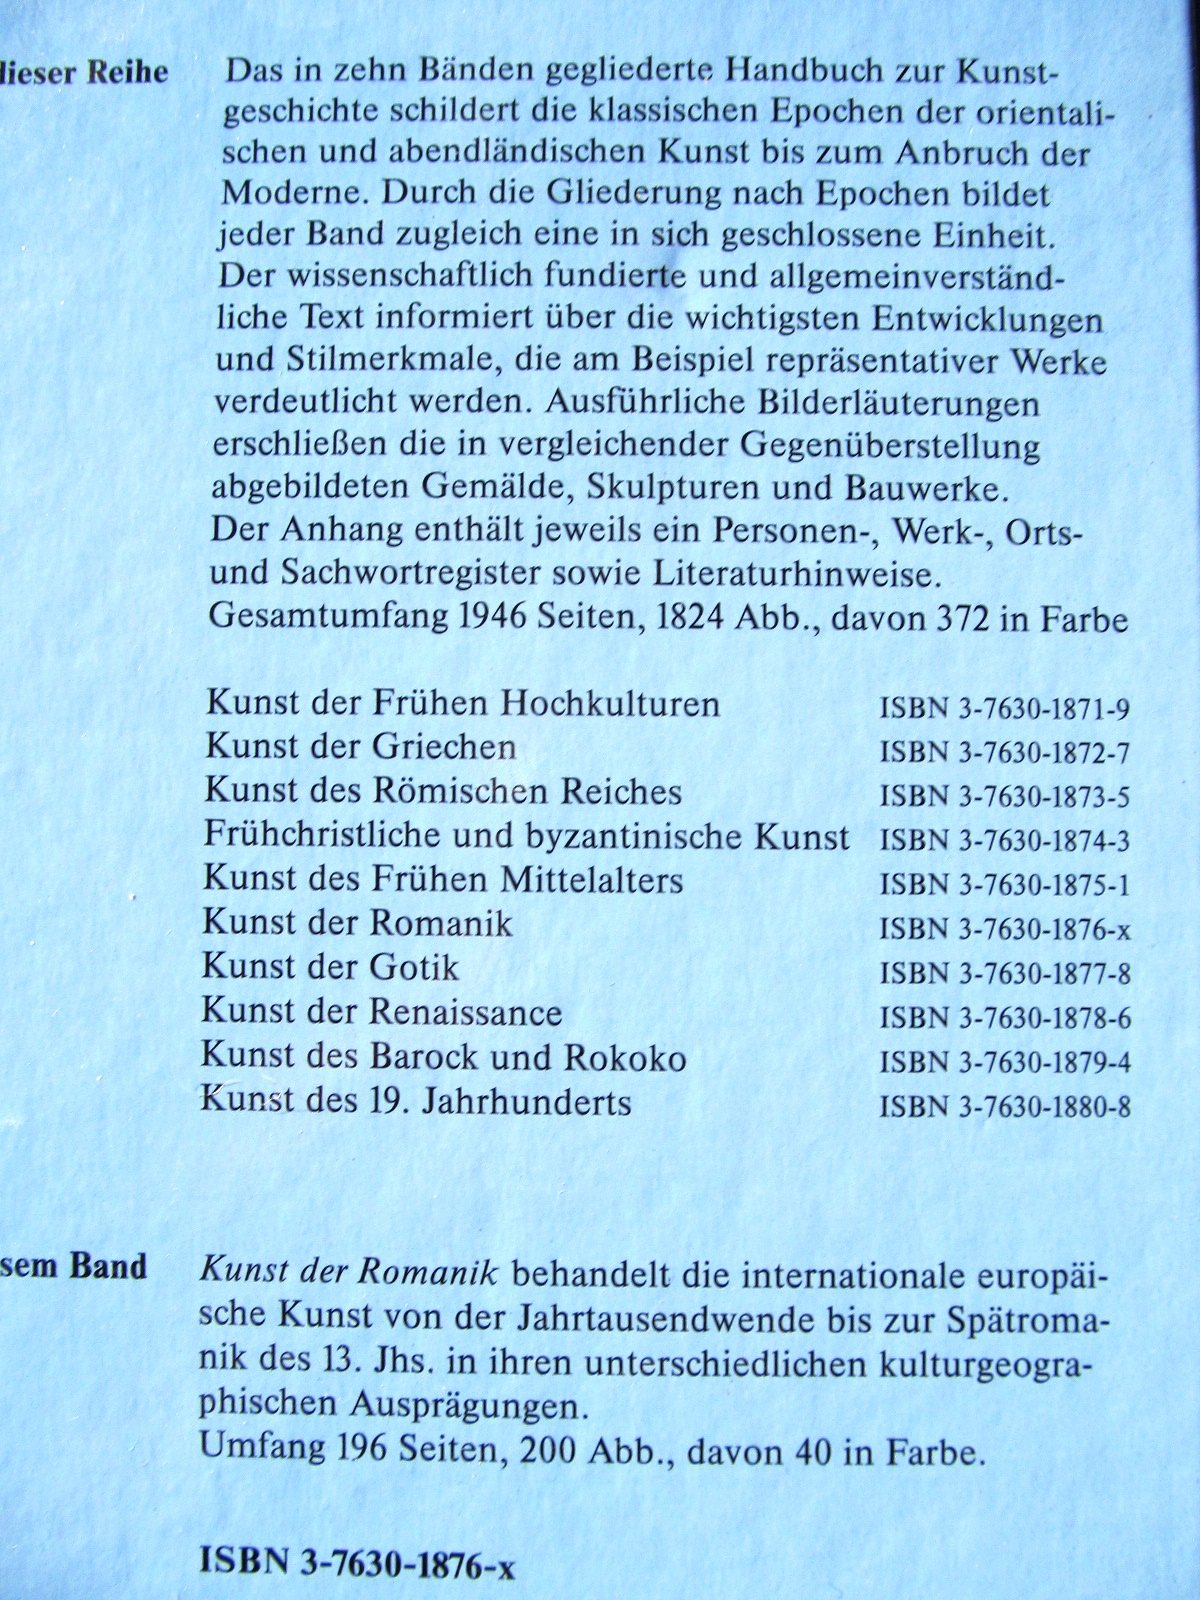 dieser Reihe
Das in zehn Bänden gegliederte Handbuch zur Kunst-
geschichte schildert die klassischen Epochen der orientali-
schen und abendländischen Kunst bis zum Anbruch der
Moderne. Durch die Gliederung nach Epochen bildet
jeder Band zugleich eine in sich geschlossene Einheit.
Der wissenschaftlich fundierte und allgemeinverständ-
liche Text informiert über die wichtigsten Entwicklungen
und Stilmerkmale, die am Beispiel repräsentativer Werke
verdeutlicht werden. Ausführliche Bilderläuterungen
erschließen die in vergleichender Gegenüberstellung
abgebildeten Gemälde, Skulpturen und Bauwerke.
Der Anhang enthält jeweils ein Personen-, Werk-, Orts-
und Sachwortregister sowie Literaturhinweise.
Gesamtumfang 1946 Seiten, 1824 Abb., davon 372 in Farbe
Kunst der Frühen Hochkulturen ISBN 3-7630-1871-9
Kunst der Griechen ISBN 3-7630-1872-7
Kunst des Römischen Reiches ISBN 3-7630-1873-5
Frühchristliche und byzantinische Kunst ISBN 3-7630-1874-3
Kunst des Frühen Mittelalters ISBN 3-7630-1875-1
Kunst der Romanik ISBN 3-7630-1876-x
Kunst der Gotik ISBN 3-7630-1877-8
Kunst der Renaissance ISBN 3-7630-1878-6
Kunst des Barock und Rokoko ISBN 3-7630-1879-4
Kunst des 19. Jahrhunderts ISBN 3-7630-1880-8
sem Band
Kunst der Romanik behandelt die internationale europäi-
sche Kunst von der Jahrtausendwende bis zur Spätroma-
nik des 13. Jhs. in ihren unterschiedlichen kulturgeogra-
phischen Ausprägungen.
Umfang 196 Seiten, 200 Abb., davon 40 in Farbe.
ISBN 3-7630-1876-x